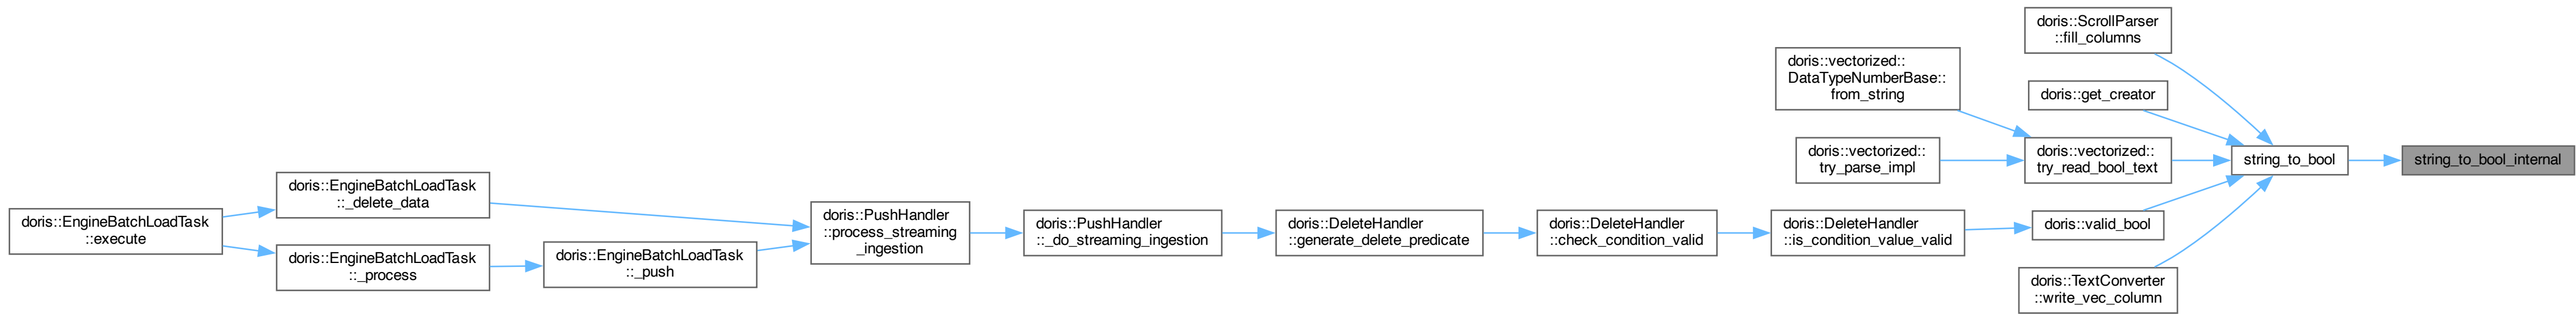 doris::EngineBatchLoadTask
::execute
doris::EngineBatchLoadTask
::_delete_data
doris::EngineBatchLoadTask
::_process
doris::EngineBatchLoadTask
::_push
doris::PushHandler
::process_streaming
_ingestion
doris::PushHandler
::_do_streaming_ingestion
doris::DeleteHandler
::generate_delete_predicate
doris::DeleteHandler
::check_condition_valid
doris::DeleteHandler
::is_condition_value_valid
doris::vectorized::
DataTypeNumberBase::
from_string
doris::vectorized::
try_parse_impl
doris::ScrollParser
::fill_columns
doris::get_creator
doris::vectorized::
try_read_bool_text
doris::valid_bool
doris::TextConverter
::write_vec_column
string_to_bool
string_to_bool_internal